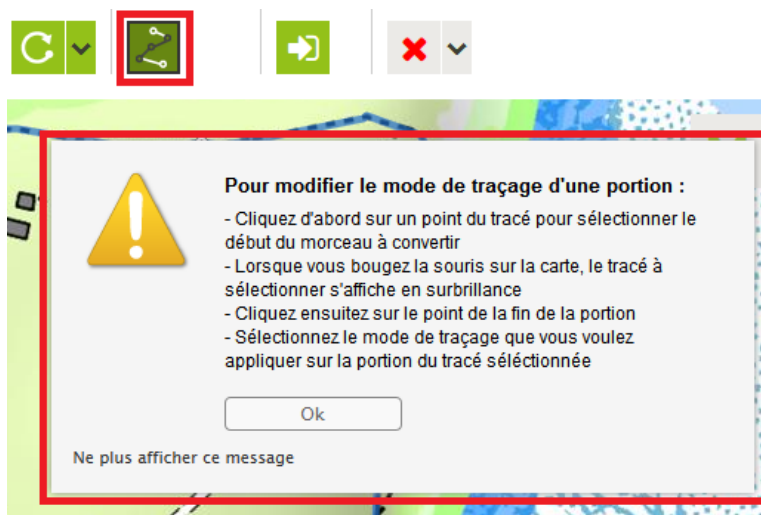 Pour modifier le mode de traçage d'une portion :
- Cliquez d'abord sur un point du tracé pour sélectionner le
début du morceau à convertir
- Lorsque vous bougez la souris sur la carte, le tracé à
sélectionner s'affiche en surbrillance
- Cliquez ensuitez sur le point de la fin de la portion
- Sélectionnez le mode de traçage que vous voulez
appliquer sur la portion du tracé séléctionnée
Ok
Ne plus afficher ce message